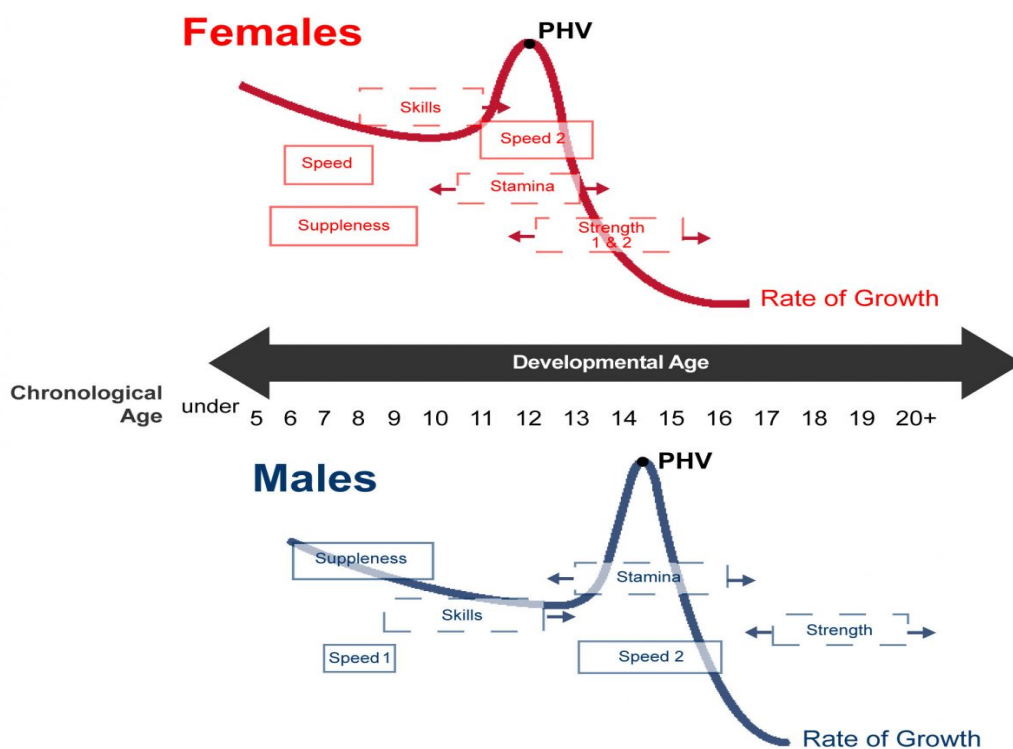 Females
PHV
Skills
Speed 2
Speed
Stamina
Suppleness
Strength
1 & 2
Rate of Growth
Developmental Age
Chronological
Age
under 5 6 7 8 9 10 11 12 13 14 15 16 17 18 19 20+
Males
PHV
Suppleness
Stamina
Skills
Strength
Speed 1
Speed 2
Rate of Growth